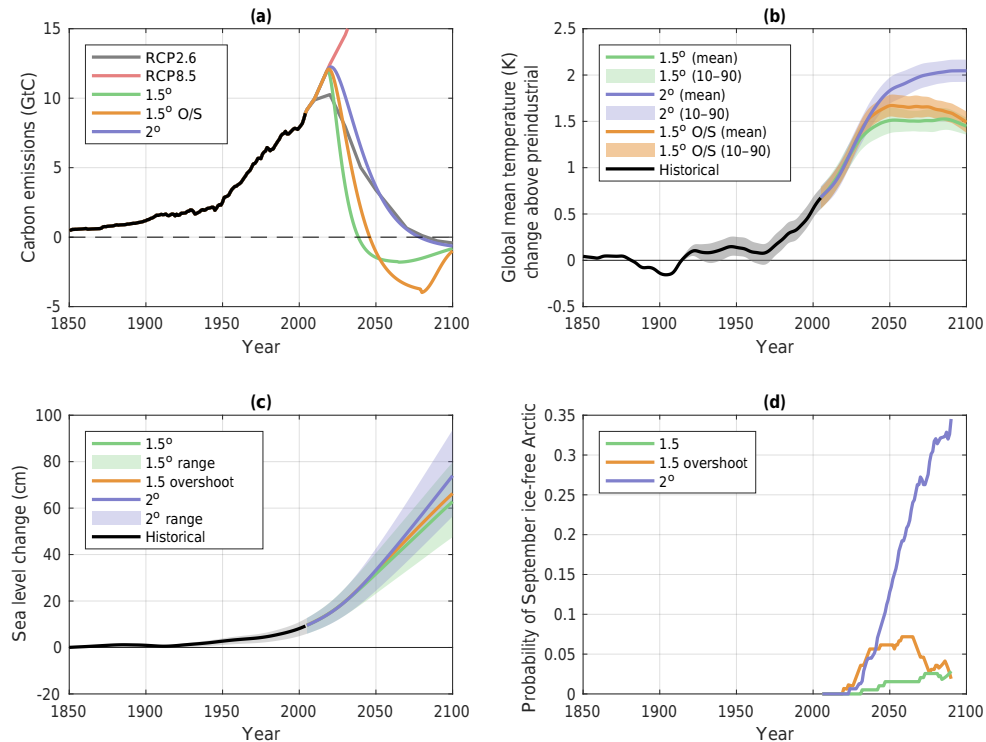 (a)
Carbon emissions (GtC)
15
10
5
0
-5
RCP2.6
RCP8.5
1.5°
1.5° O/S
2°
1850
1900
1950
2000
2050
2100
Year
(b)
Global mean temperature (K)
change above preindustrial
2.5
2
1.5
1
0.5
0
-0.5
1.5° (mean)
1.5° (10–90)
2° (mean)
2° (10–90)
1.5° O/S (mean)
1.5° O/S (10–90)
Historical
1850
1900
1950
2000
2050
2100
Year
(c)
Sea level change (cm)
100
80
60
40
20
0
-20
1.5°
1.5° range
1.5 overshoot
2°
2° range
Historical
1850
1900
1950
2000
2050
2100
Year
(d)
Probability of September ice-free Arctic
0.35
0.3
0.25
0.2
0.15
0.1
0.05
0
1.5
1.5 overshoot
2°
1850
1900
1950
2000
2050
2100
Year